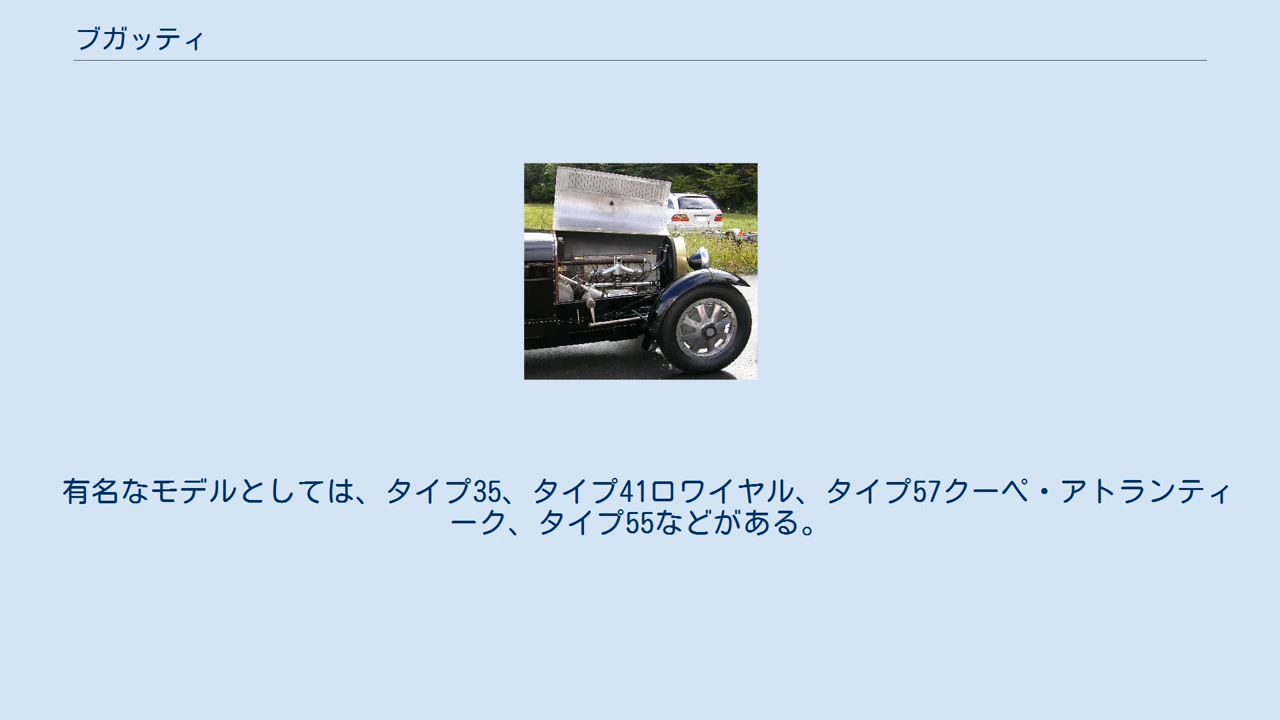 ブガッティ
有名なモデルとしては、タイプ35、タイプ41ロワイヤル、タイプ57クーペ・アトランティ
ーク、タイプ55などがある。